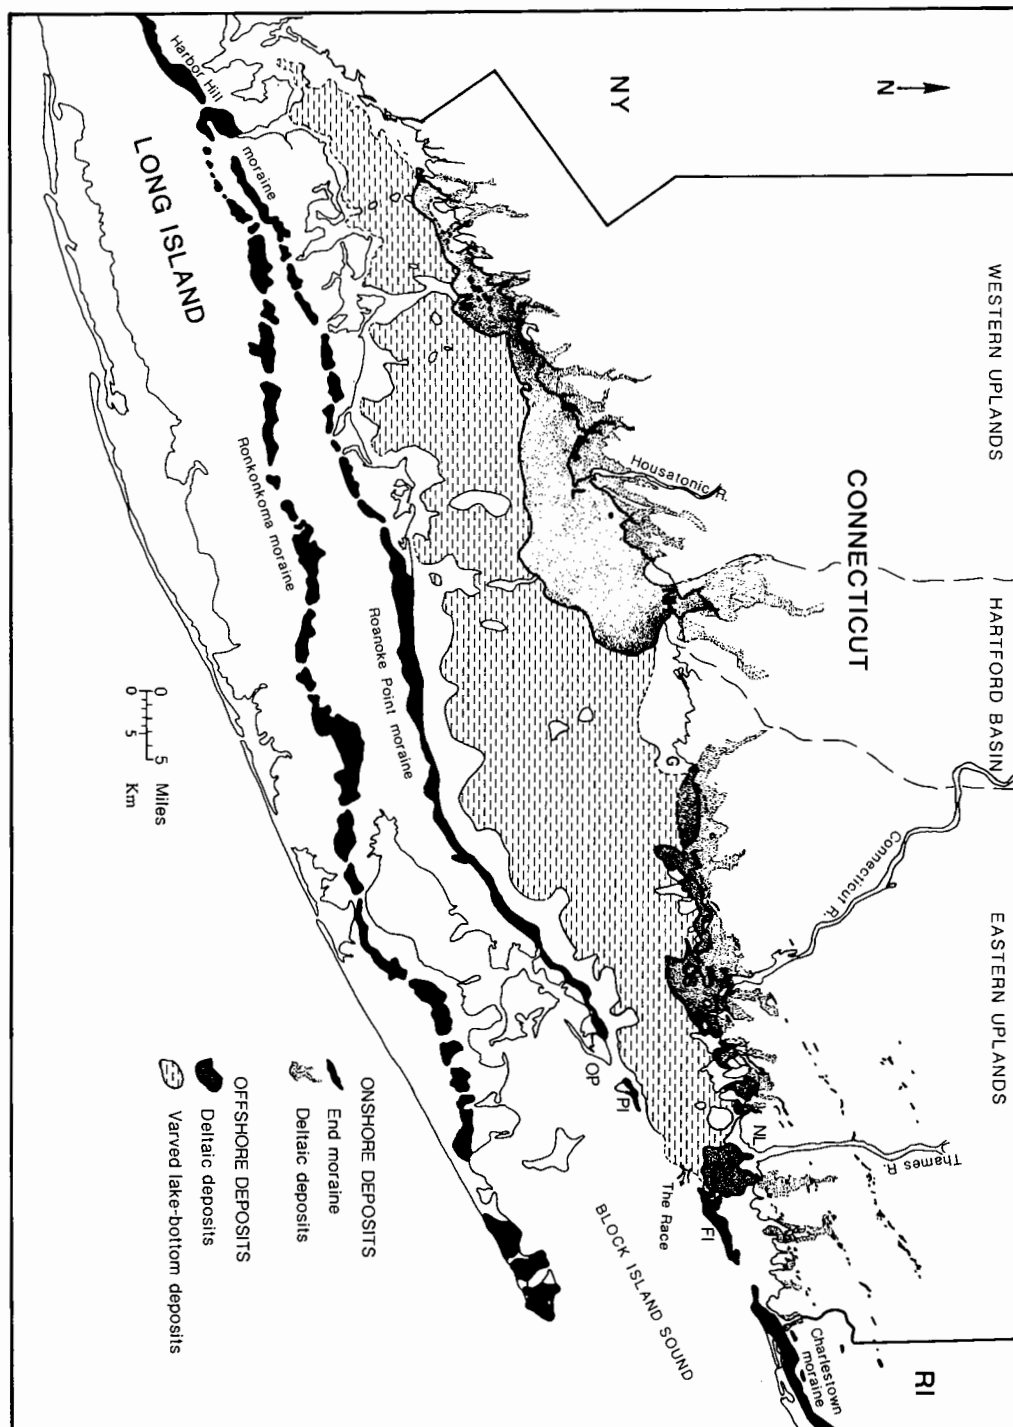 N
NY
CONNECTICUT
RI
WESTERN UPLANDS
HARTFORD BASIN
EASTERN UPLANDS
Housatonic R.
Connecticut R.
Thames R.
G
NL
FI
The Race
PI
OP
Charlestown
moraine
BLOCK ISLAND SOUND
Harbor Hill
moraine
LONG ISLAND
Ronkonkoma moraine
Roanoke Point moraine
0 5 Miles
0 5 Km
ONSHORE DEPOSITS
End moraine
Deltaic deposits
OFFSHORE DEPOSITS
Deltaic deposits
Varved lake-bottom deposits